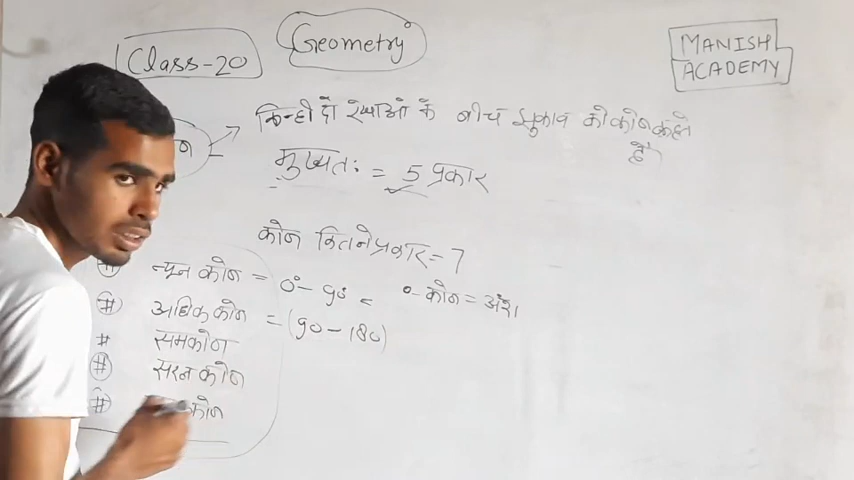 Class-20
Geometry
MANISH
ACADEMY
किन्ही दो रेखाओं के बीच झुकाव को कोण कहते
है
मुख्यतः = 5 प्रकार
कोण कितने प्रकार = 7
# न्यून कोण = 0° - 90°
०-कोण = अंश
# अधिक कोण = (90 - 180)
# समकोण
# सरल कोण
# कोण